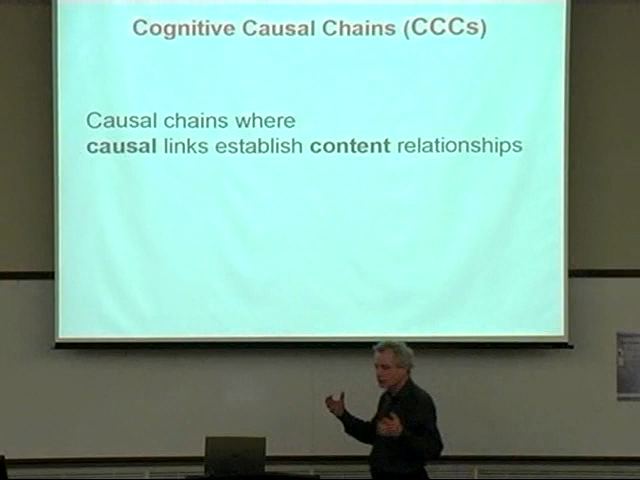 Cognitive Causal Chains (CCCs)
Causal chains where
causal links establish content relationships